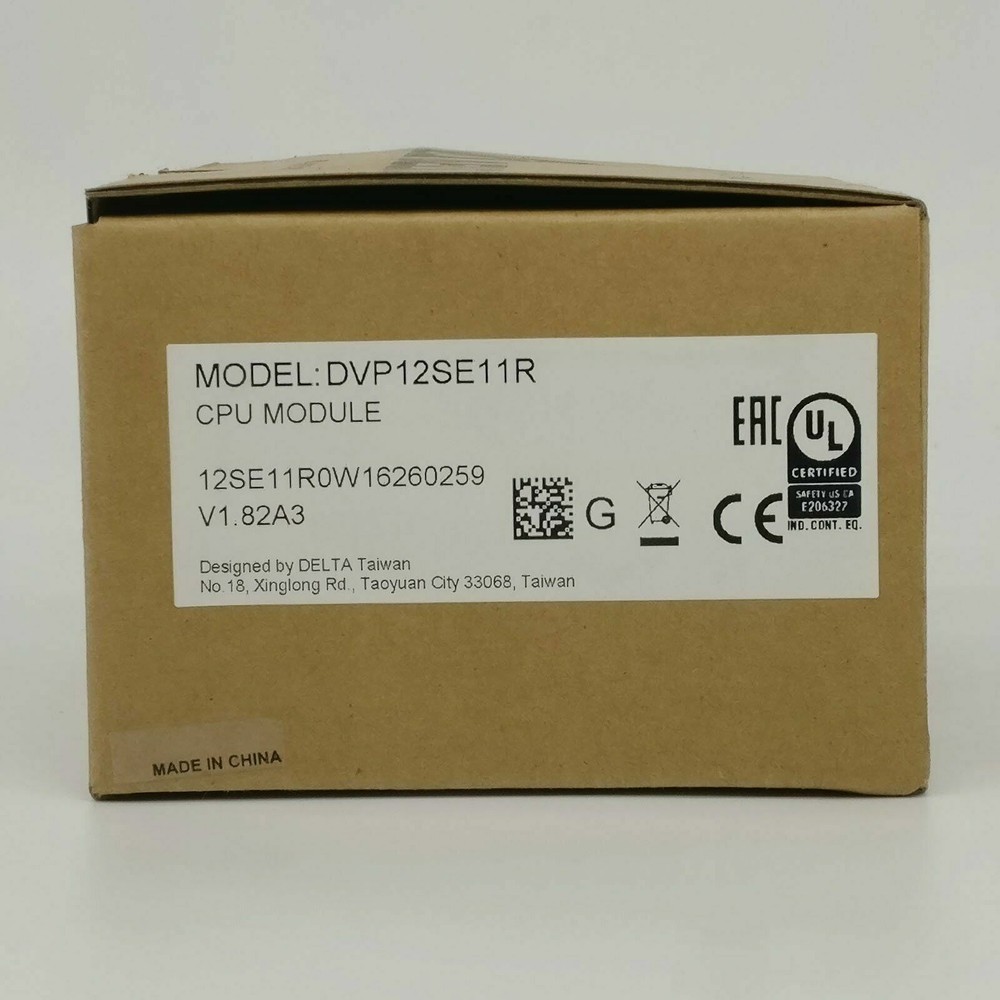 MODEL: DVP12SE11R
CPU MODULE
EAC
UL
CERTIFIED
SAFETY US CA
E206327
IND. CONT. EQ.
12SE11R0W16260259
V1.82A3
G
CE
Designed by DELTA Taiwan
No.18, Xinglong Rd., Taoyuan City 33068, Taiwan
MADE IN CHINA